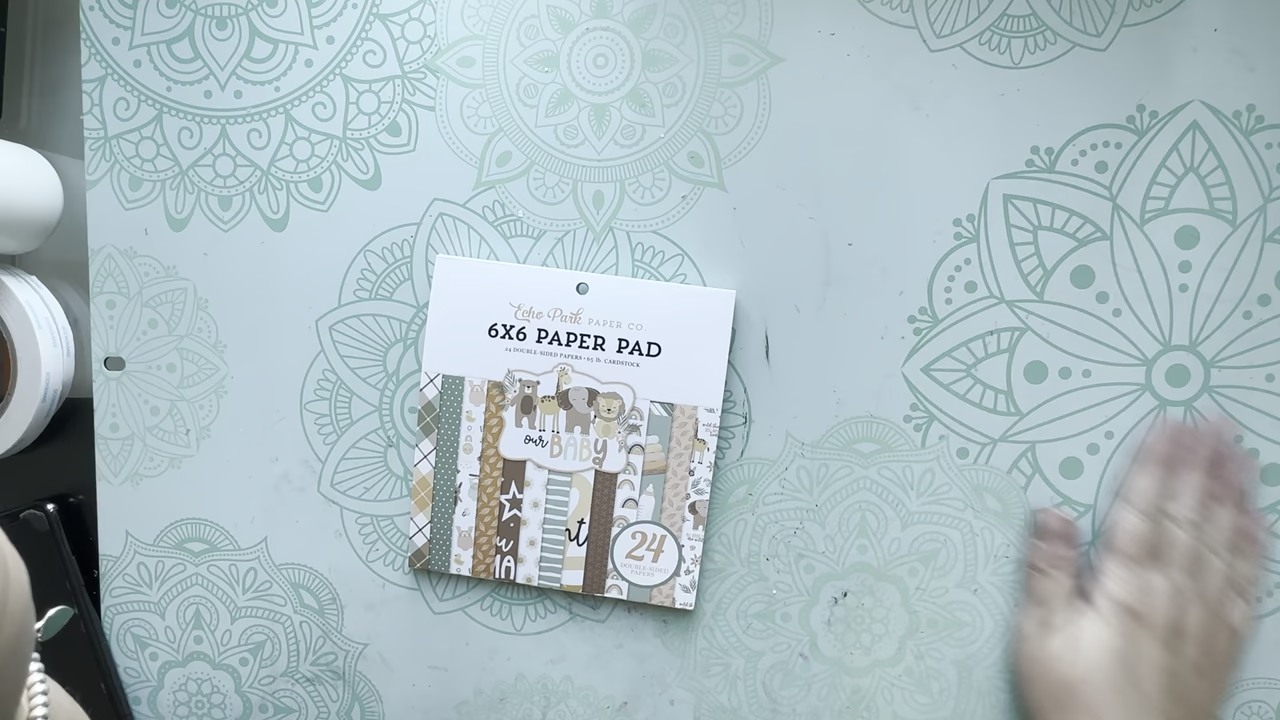 Echo Park PAPER CO.
6X6 PAPER PAD
24 DOUBLE-SIDED PAPERS • 65 lb. CARDSTOCK
our BABY
24
DOUBLE-SIDED
PAPERS